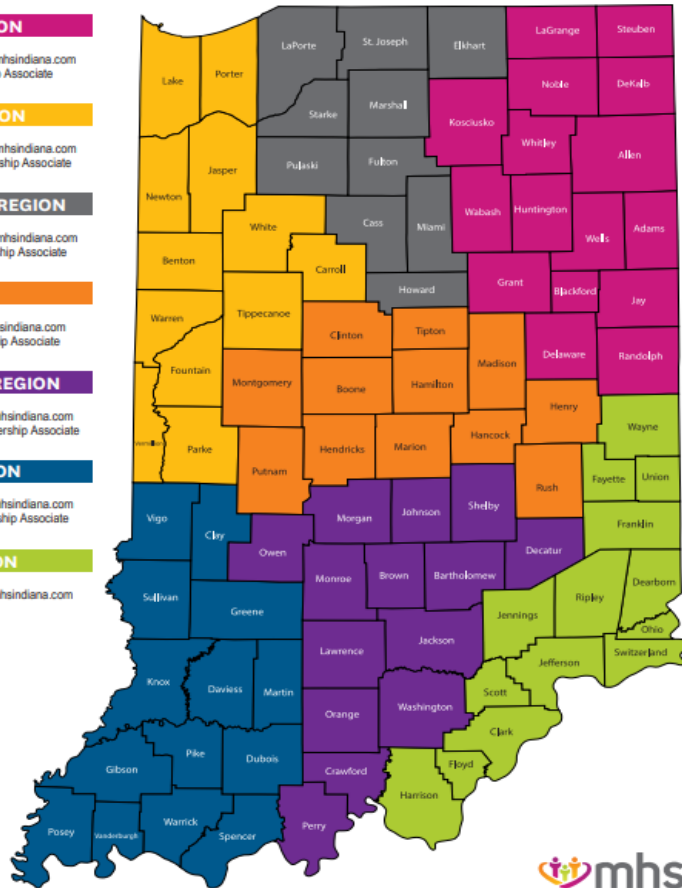 ON
mhsindiana.com
Associate
ON
mhsindiana.com
ship Associate
REGION
mhsindiana.com
hip Associate
sindiana.com
ip Associate
REGION
hsindiana.com
ership Associate
ON
hsindiana.com
ship Associate
ON
hsindiana.com
LaPorte
St. Joseph
Elkhart
LaGrange
Steuben
Lake
Porter
Noble
DeKalb
Starke
Marshall
Kosciusko
Whitley
Allen
Jasper
Pulaski
Fulton
Newton
White
Cass
Miami
Wabash
Huntington
Wells
Adams
Benton
Carroll
Howard
Grant
Blackford
Jay
Warren
Tippecanoe
Clinton
Tipton
Madison
Delaware
Randolph
Fountain
Montgomery
Boone
Hamilton
Henry
Vermillion
Parke
Putnam
Hendricks
Marion
Hancock
Wayne
Rush
Fayette
Union
Vigo
Clay
Owen
Morgan
Johnson
Shelby
Franklin
Decatur
Sullivan
Greene
Monroe
Brown
Bartholomew
Jennings
Ripley
Dearborn
Ohio
Knox
Daviess
Martin
Lawrence
Jackson
Jefferson
Switzerland
Orange
Washington
Scott
Clark
Gibson
Pike
Dubois
Crawford
Floyd
Harrison
Posey
Vanderburgh
Warrick
Spencer
Perry
mhs